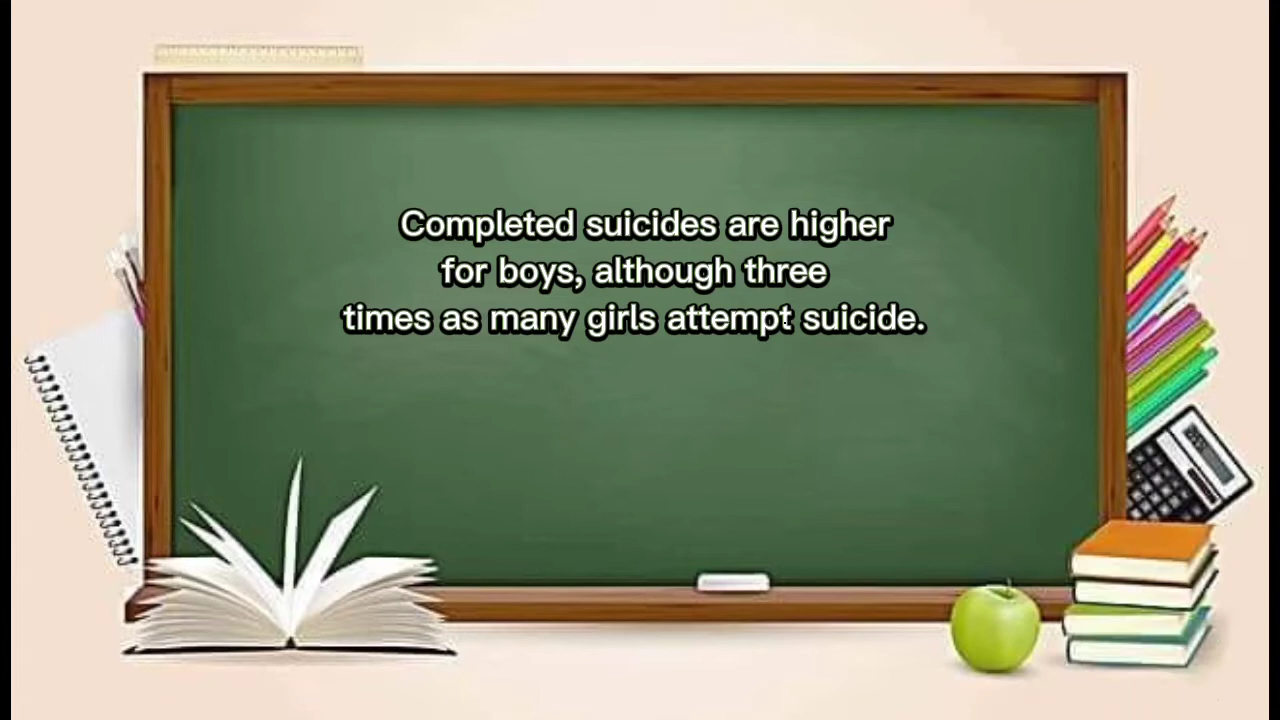 Completed suicides are higher
for boys, although three
times as many girls attempt suicide.